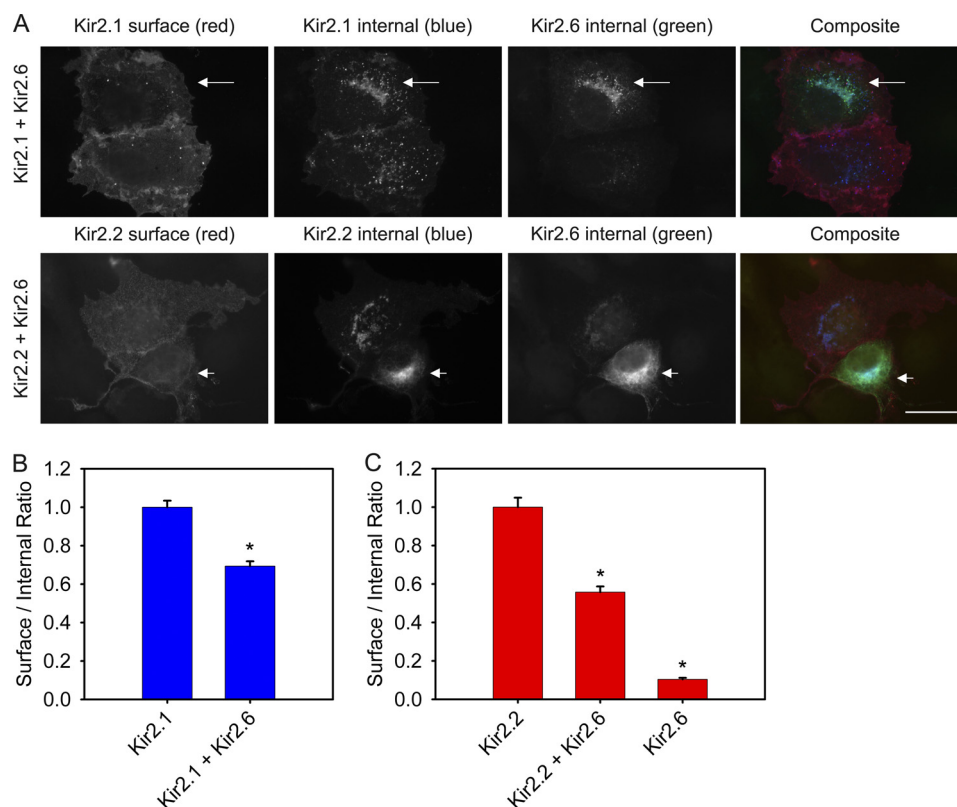 A
Kir2.1 surface (red) Kir2.1 internal (blue) Kir2.6 internal (green) Composite
Kir2.1 + Kir2.6
Kir2.2 surface (red) Kir2.2 internal (blue) Kir2.6 internal (green) Composite
Kir2.2 + Kir2.6
B
Surface / Internal Ratio
1.2
1.0
0.8
0.6
0.4
0.2
0.0
*
Kir2.1
Kir2.1 + Kir2.6
C
Surface / Internal Ratio
1.2
1.0
0.8
0.6
0.4
0.2
0.0
*
*
Kir2.2
Kir2.2 + Kir2.6
Kir2.6